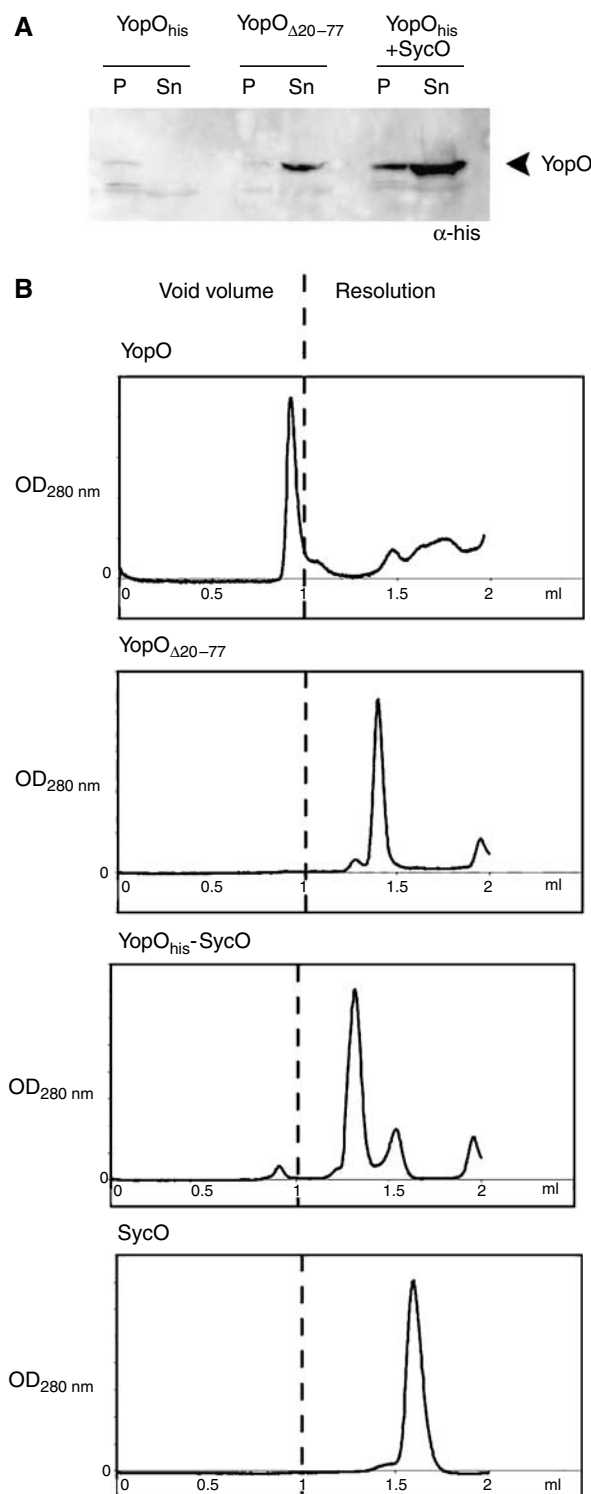 A
YopOhis YopOΔ20–77 YopOhis
+SycO
P Sn P Sn P Sn
YopO
α-his
B
Void volume Resolution
YopO
OD280 nm
0
0 0.5 1 1.5 2 ml
YopOΔ20–77
OD280 nm
0
0 0.5 1 1.5 2 ml
YopOhis-SycO
OD280 nm
0
0 0.5 1 1.5 2 ml
SycO
OD280 nm
0
0 0.5 1 1.5 2 ml